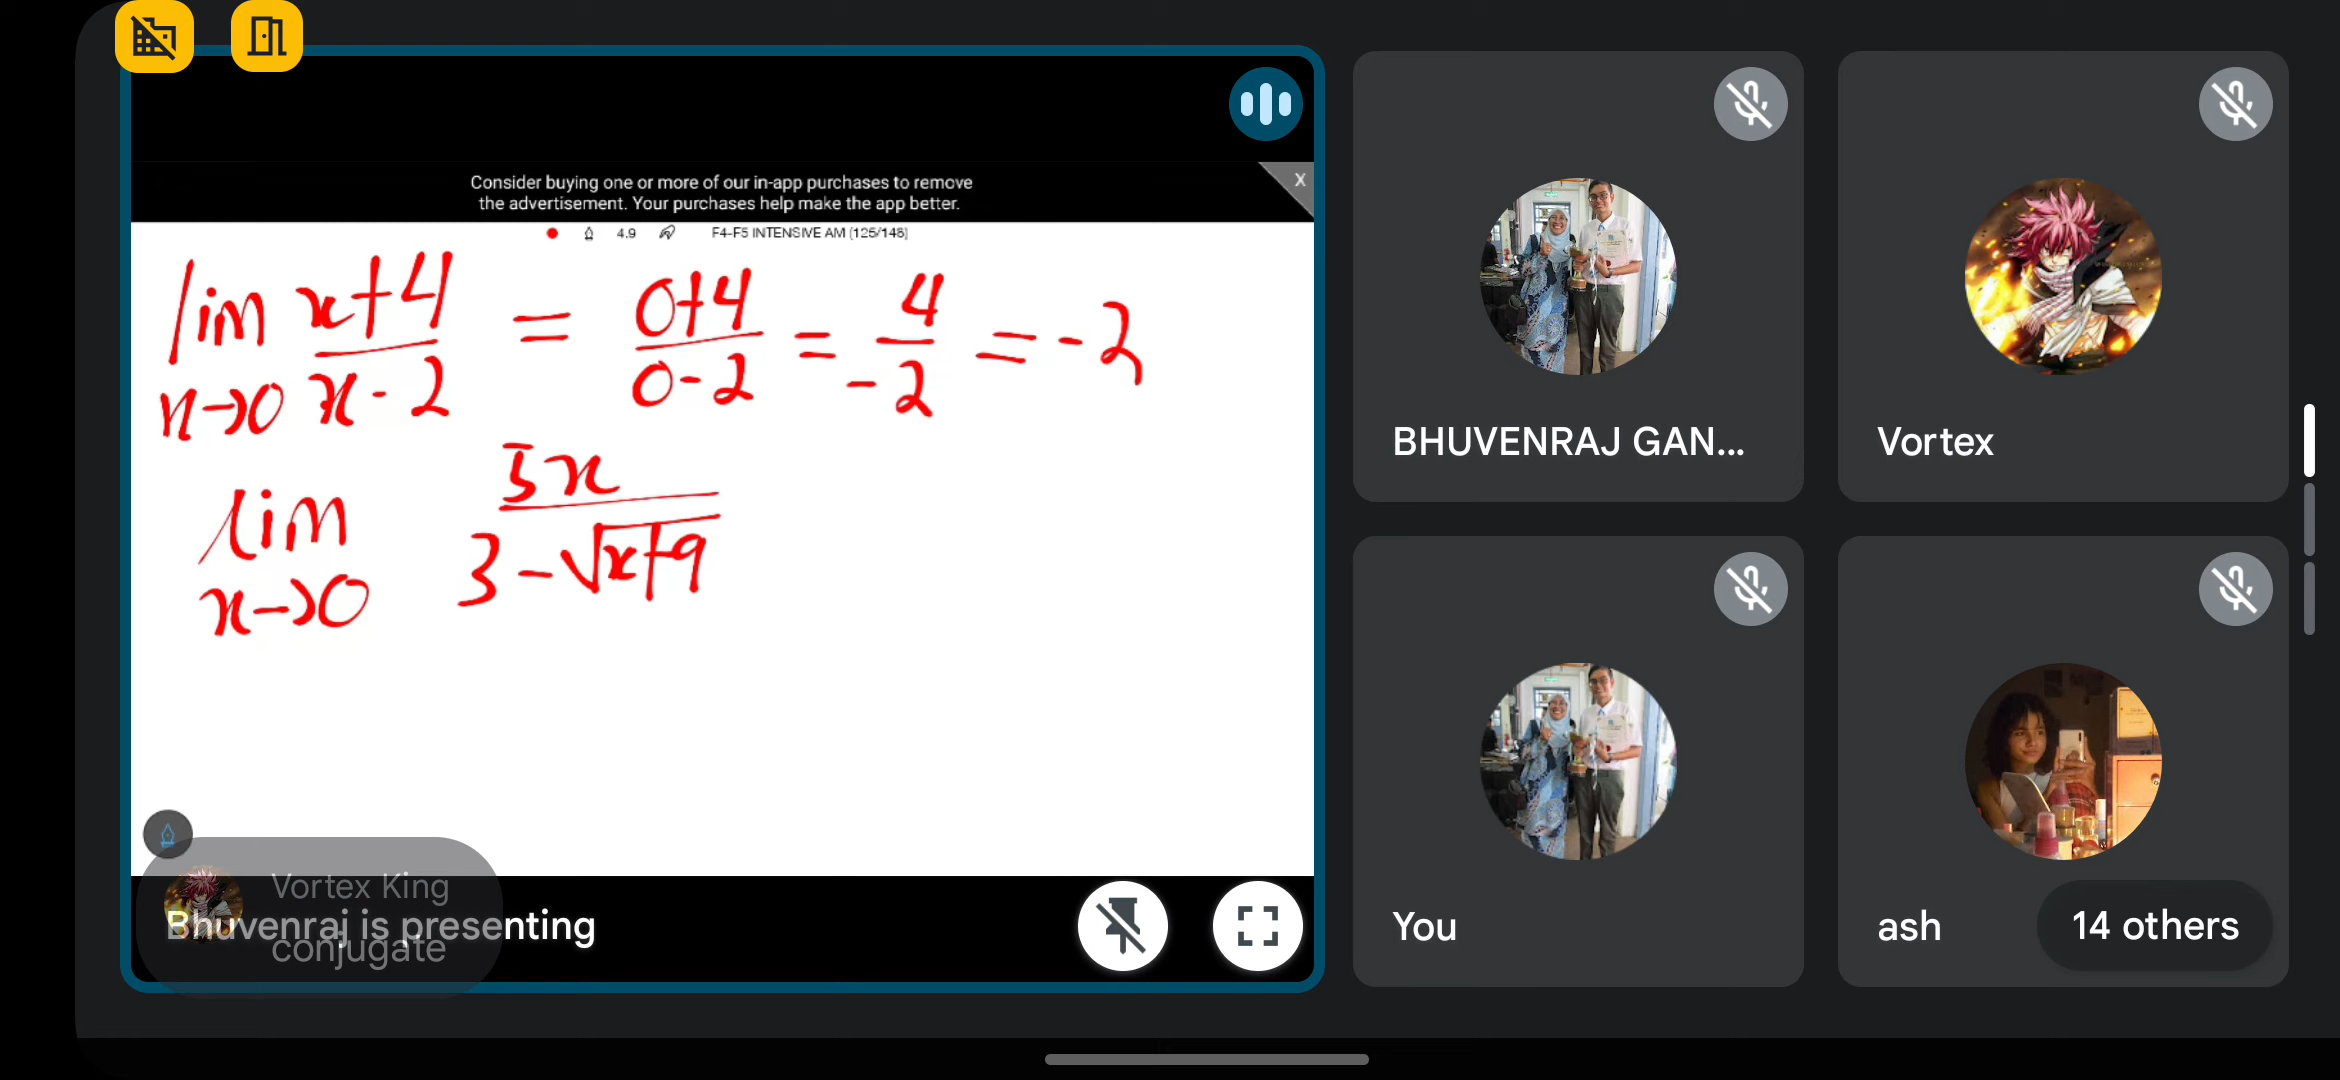 Consider buying one or more of our in-app purchases to remove
the advertisement. Your purchases help make the app better.
X
4.9 F4-F5 INTENSIVE AM (125/148)
lim x+4/x-2 = 0+4/0-2 = 4/-2 = -2
x→0
lim 5x/3-√x+9
x→0
Vortex King
conjugate
Bhuvenraj is presenting
BHUVENRAJ GAN...
Vortex
You
ash
14 others